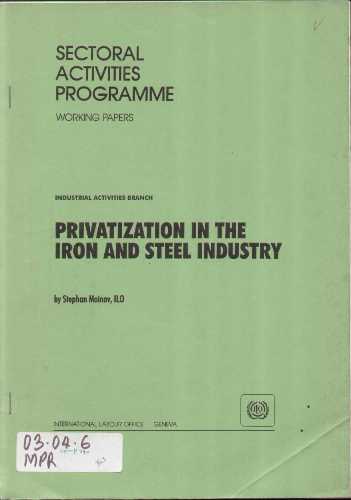 SECTORAL
ACTIVITIES
PROGRAMME
WORKING PAPERS
INDUSTRIAL ACTIVITIES BRANCH
PRIVATIZATION IN THE
IRON AND STEEL INDUSTRY
by Stephan Moinov, ILO
INTERNATIONAL LABOUR OFFICE GENEVA
03.04.6
MPR